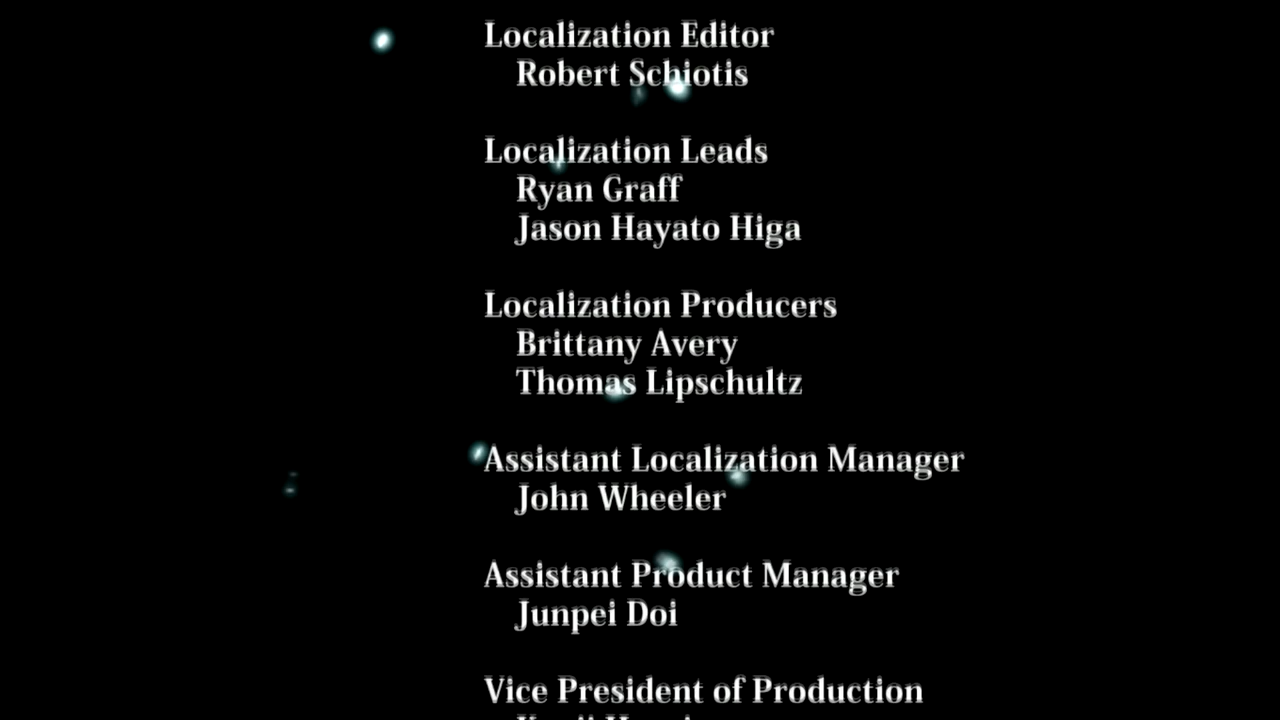 Localization Editor
Robert Schiotis
Localization Leads
Ryan Graff
Jason Hayato Higa
Localization Producers
Brittany Avery
Thomas Lipschultz
Assistant Localization Manager
John Wheeler
Assistant Product Manager
Junpei Doi
Vice President of Production